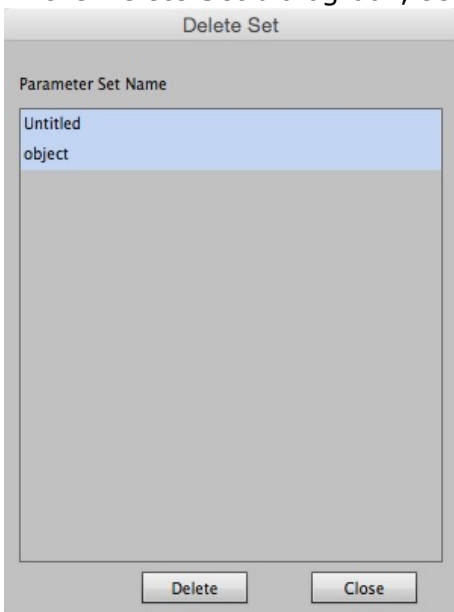 Delete Set
Parameter Set Name
Untitled
object
Delete Close